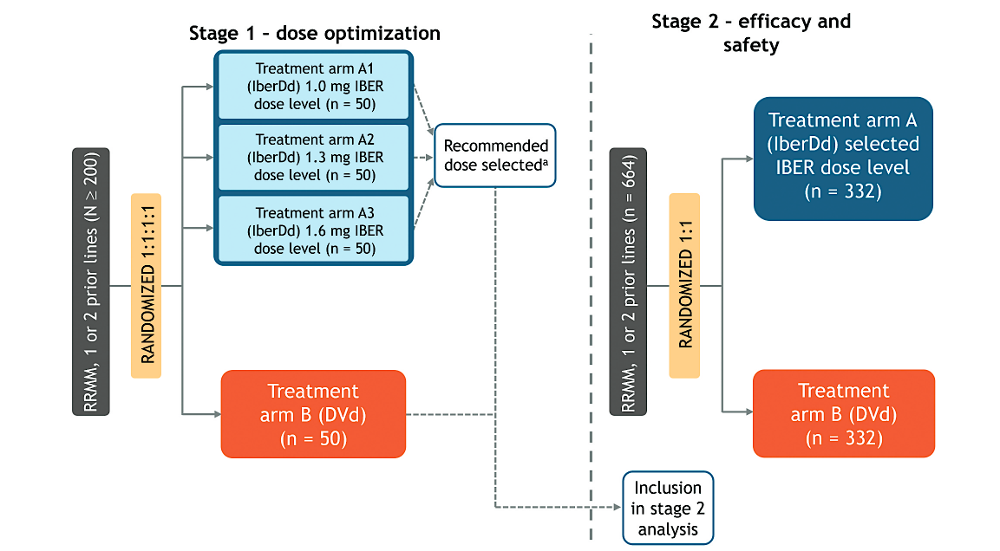 Stage 1 – dose optimization
Treatment arm A1
(IberDd) 1.0 mg IBER
dose level (n = 50)
Treatment arm A2
(IberDd) 1.3 mg IBER
dose level (n = 50)
Treatment arm A3
(IberDd) 1.6 mg IBER
dose level (n = 50)
Recommended
dose selectedᵃ
RRMM, 1 or 2 prior lines (N ≥ 200)
RANDOMIZED 1:1:1:1
Treatment
arm B (DVd)
(n = 50)
Stage 2 – efficacy and
safety
RRMM, 1 or 2 prior lines (n = 664)
RANDOMIZED 1:1
Treatment arm A
(IberDd) selected
IBER dose level
(n = 332)
Treatment
arm B (DVd)
(n = 332)
Inclusion
in stage 2
analysis